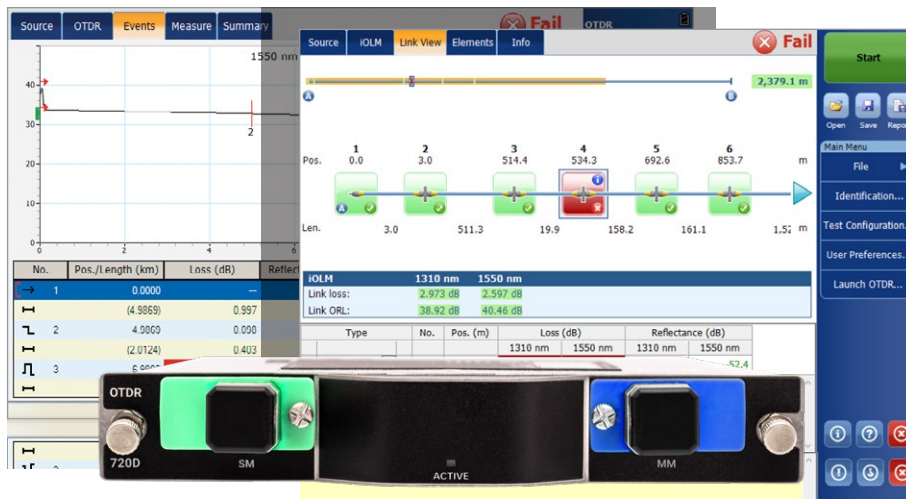 Source OTDR Events Measure Summary
Fail OTDR
1550 nm
40
30
20
10
0
0 2 4 6
2
No. Pos./Length (km) Loss (dB) Reflec
1 0.0000 ---
(4.9869) 0.997
2 4.9869 0.098
(2.0124) 0.403
3
Source iOLM Link View Elements Info
Fail
2,379.1 m
A B
1 2 3 4 5 6
Pos. 0.0 3.0 514.4 534.3 692.6 853.7 m
A
Len. 3.0 511.3 19.9 158.2 161.1 m
iOLM 1310 nm 1550 nm
Link loss: 2.973 dB 2.597 dB
Link ORL: 38.92 dB 40.46 dB
Type No. Pos. (m) Loss (dB) Reflectance (dB)
1310 nm 1550 nm 1310 nm 1550 nm
-52.4
Start
Open Save Repo
Main Menu
File
Identification...
Test Configuration.
User Preferences.
Launch OTDR...
OTDR
720D
SM
ACTIVE
MM